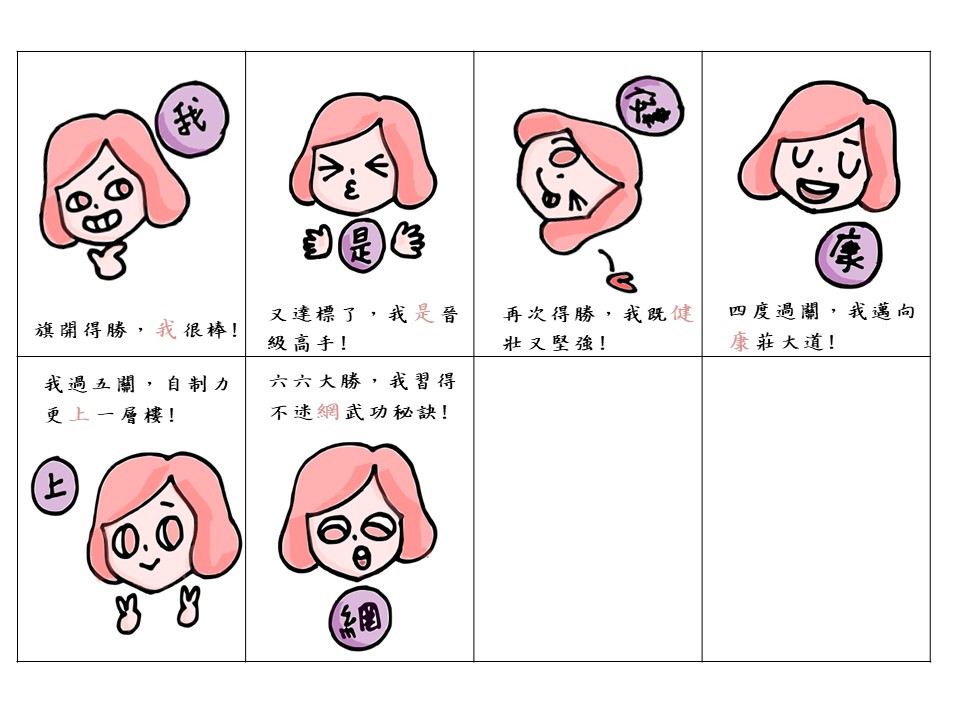 我
旗開得勝，我很棒!
是
又達標了，我是晉
級高手!
健
再次得勝，我既健
壯又堅強!
康
四度過關，我邁向
康莊大道!
我過五關，自制力
更上一層樓!
上
六六大勝，我習得
不迷網武功秘訣!
網